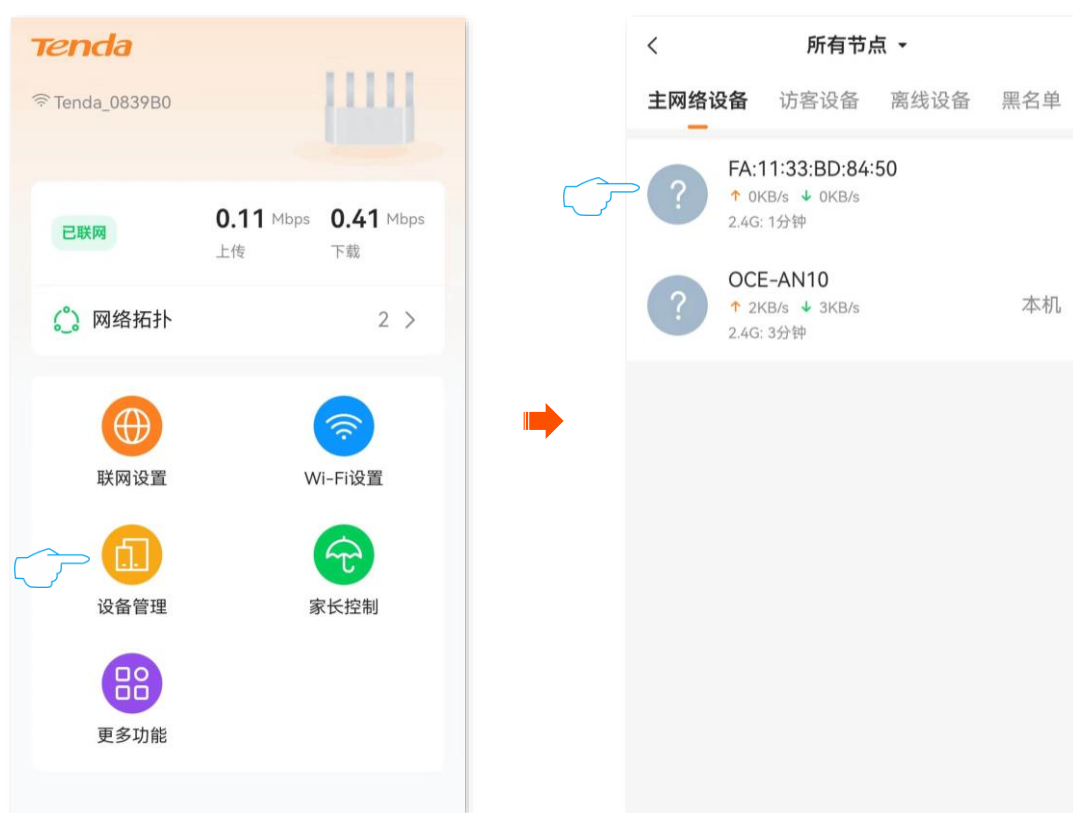 Tenda
Tenda_0839B0
已联网
0.11 Mbps 0.41 Mbps
上传 下载
网络拓扑 2
联网设置 Wi-Fi设置
设备管理 家长控制
更多功能
所有节点
主网络设备 访客设备 离线设备 黑名单
FA:11:33:BD:84:50
↑ 0KB/s ↓ 0KB/s
2.4G: 1分钟
OCE-AN10
↑ 2KB/s ↓ 3KB/s 本机
2.4G: 3分钟